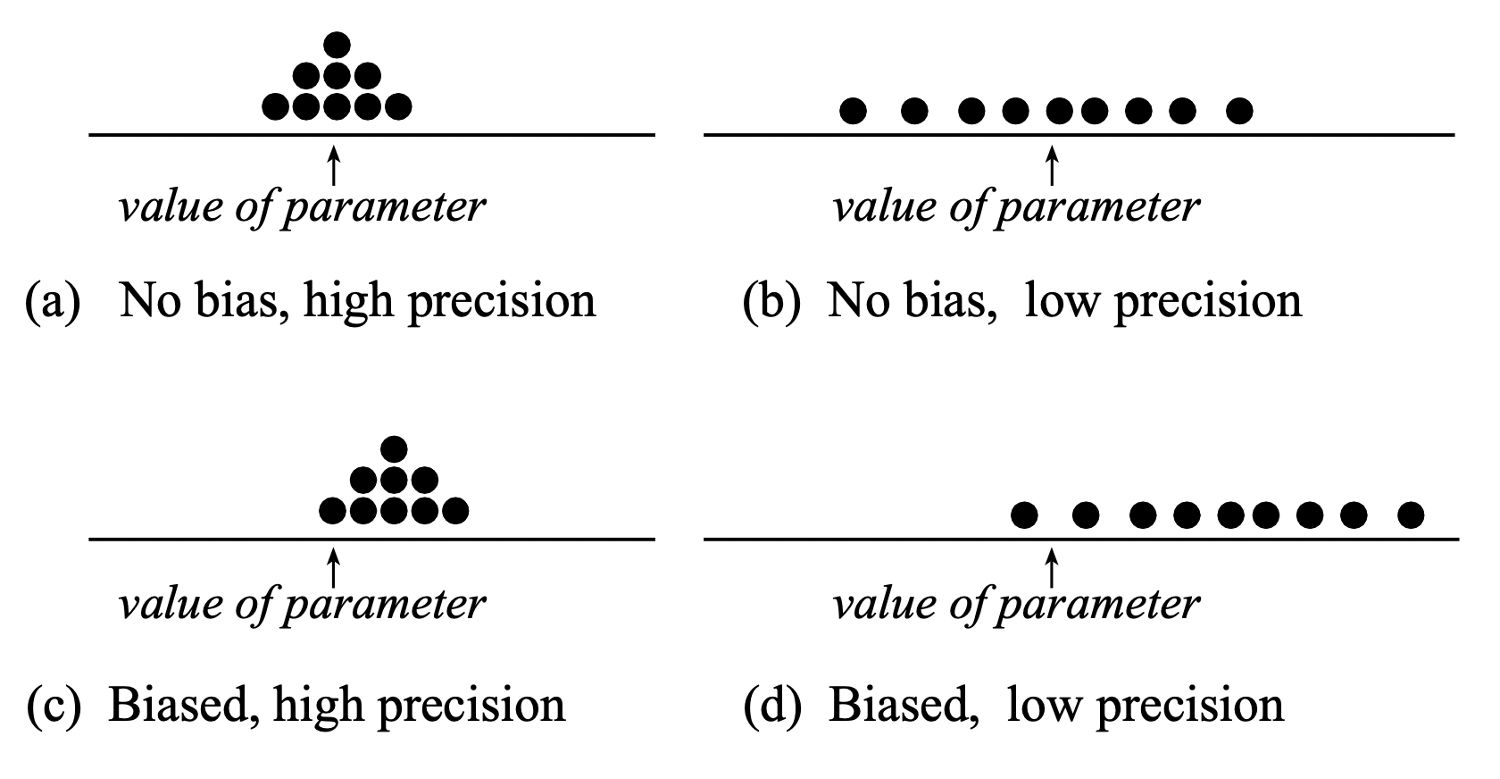 value of parameter
value of parameter
(a) No bias, high precision
(b) No bias, low precision
value of parameter
value of parameter
(c) Biased, high precision
(d) Biased, low precision